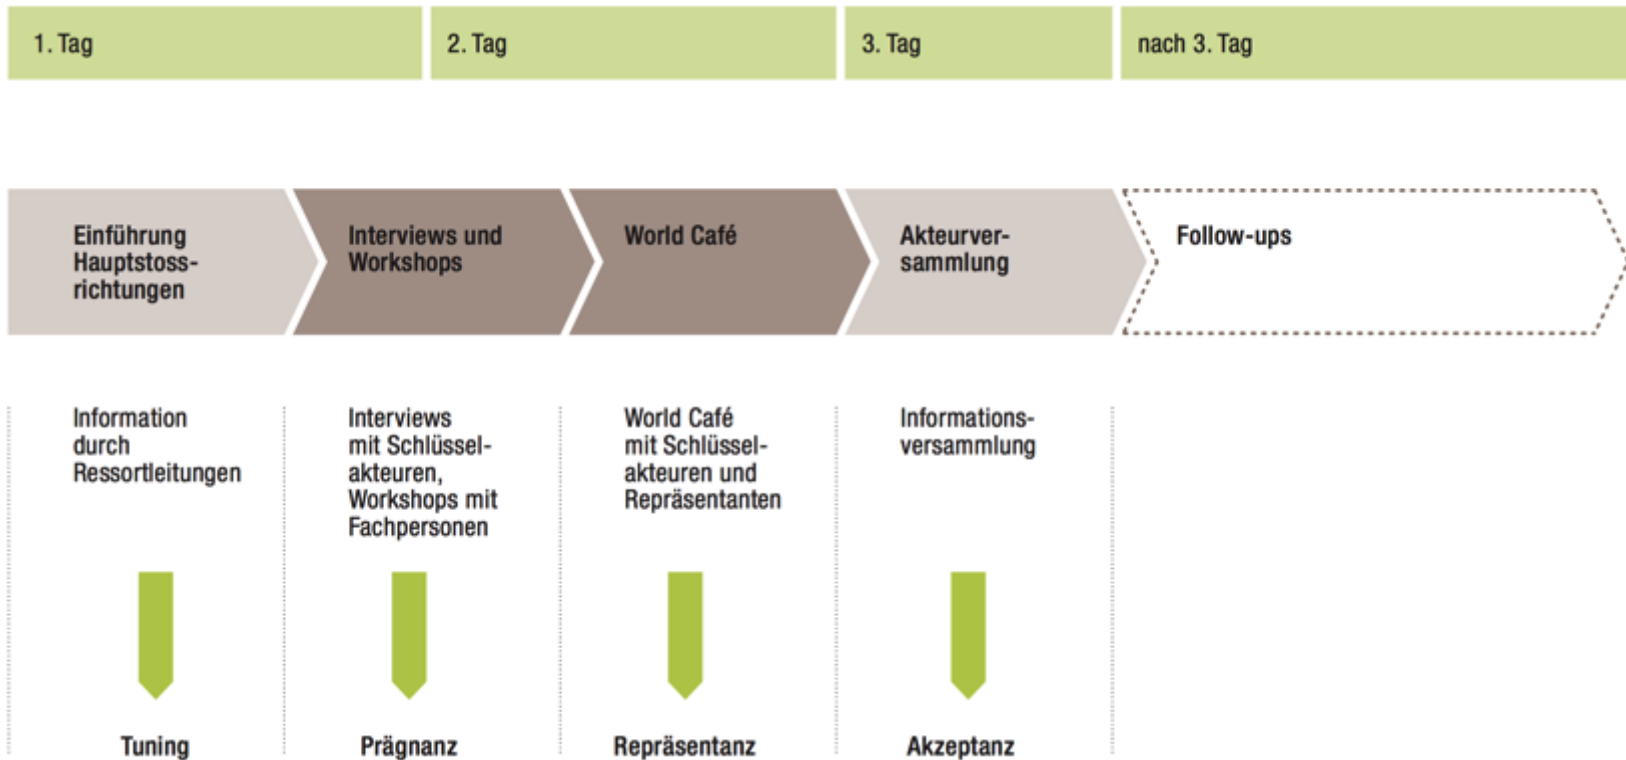 1. Tag
2. Tag
3. Tag
nach 3. Tag
Einführung
Hauptstoss-
richtungen
Interviews und
Workshops
World Café
Akteurver-
sammlung
Follow-ups
Information
durch
Ressortleitungen
Interviews
mit Schlüssel-
akteuren,
Workshops mit
Fachpersonen
World Café
mit Schlüssel-
akteuren und
Repräsentanten
Informations-
versammlung
Tuning
Prägnanz
Repräsentanz
Akzeptanz